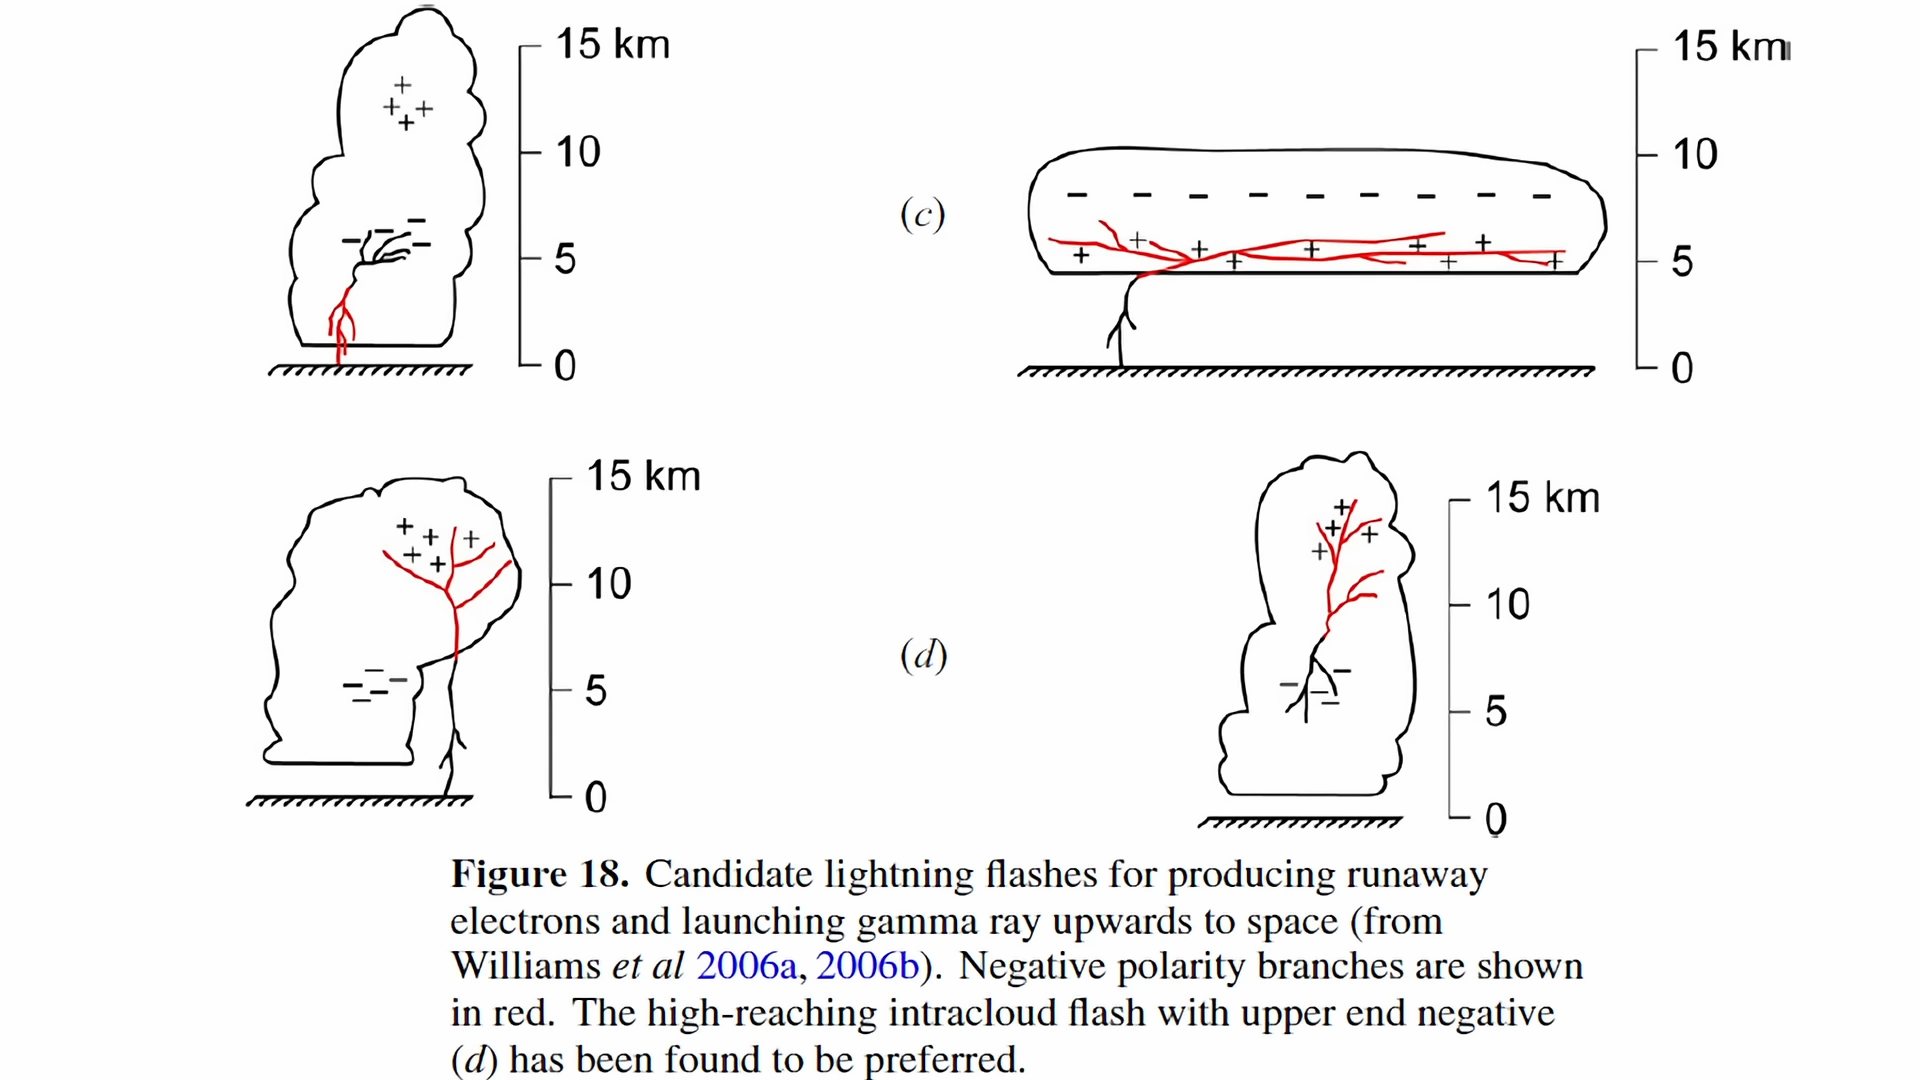 15 km
10
5
0
(c)
15 km
10
5
0
15 km
10
5
0
(d)
15 km
10
5
0
Figure 18. Candidate lightning flashes for producing runaway
electrons and launching gamma ray upwards to space (from
Williams et al 2006a, 2006b). Negative polarity branches are shown
in red. The high-reaching intracloud flash with upper end negative
(d) has been found to be preferred.